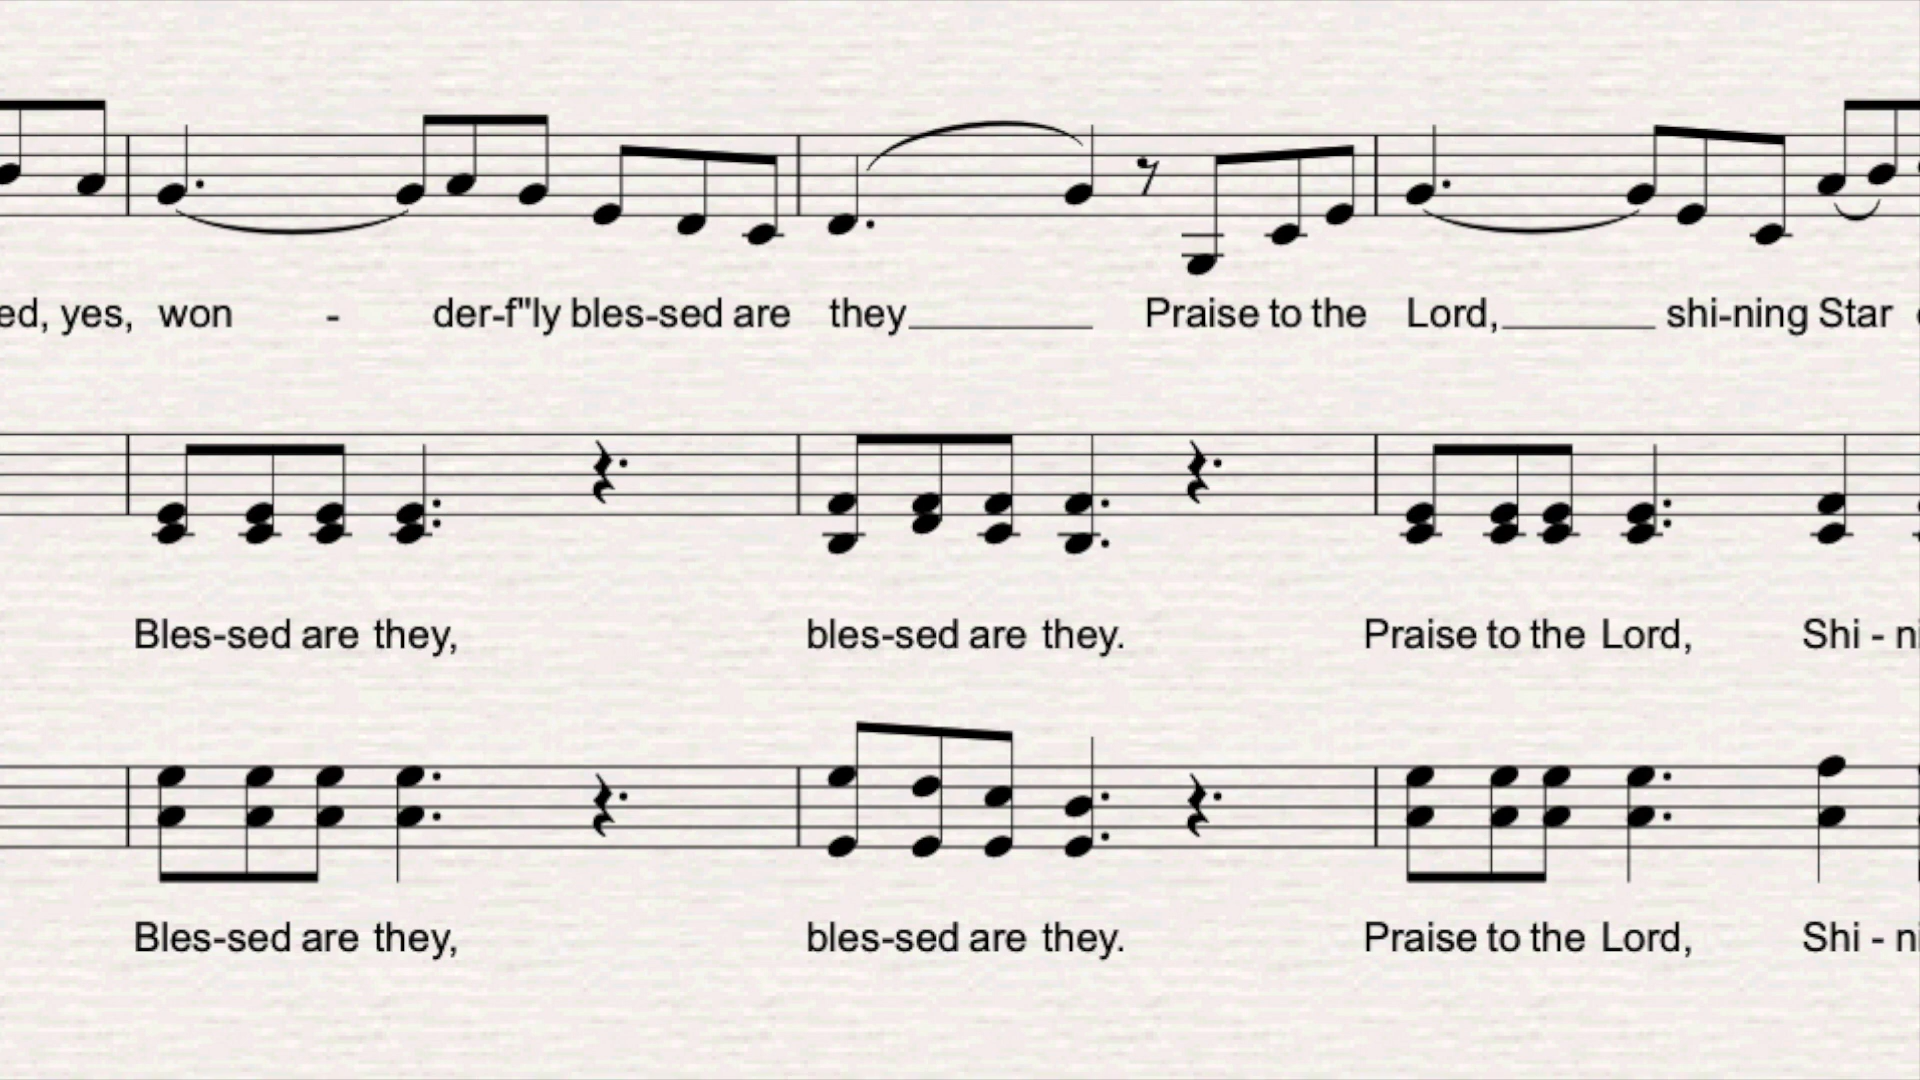 ed, yes, won - der-f"ly bles-sed are they Praise to the Lord, shi-ning Star
Bles-sed are they, bles-sed are they. Praise to the Lord, Shi - ni
Bles-sed are they, bles-sed are they. Praise to the Lord, Shi - ni